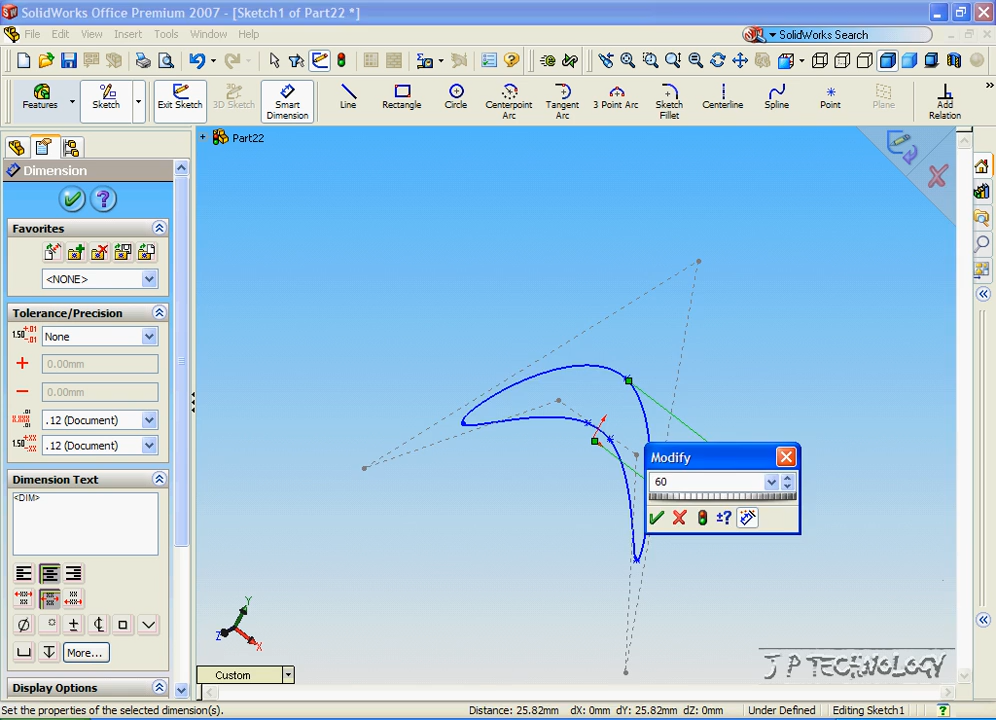 SolidWorks Office Premium 2007 - [Sketch1 of Part22 *]
File Edit View Insert Tools Window Help
SolidWorks Search
Features Sketch Exit Sketch 3D Sketch Smart Dimension Line Rectangle Circle Centerpoint Arc Tangent Arc 3 Point Arc Sketch Fillet Centerline Spline Point Plane Add Relation
Part22
Dimension
Favorites
<NONE>
Tolerance/Precision
None
0.00mm
0.00mm
.12 (Document)
.12 (Document)
Dimension Text
<DIM>
More...
Display Options
Modify
60
Y
Z
X
Custom
J P TECHNOLOGY
Set the properties of the selected dimension(s).
Distance: 25.82mm dX: 0mm dY: 25.82mm dZ: 0mm Under Defined Editing Sketch1